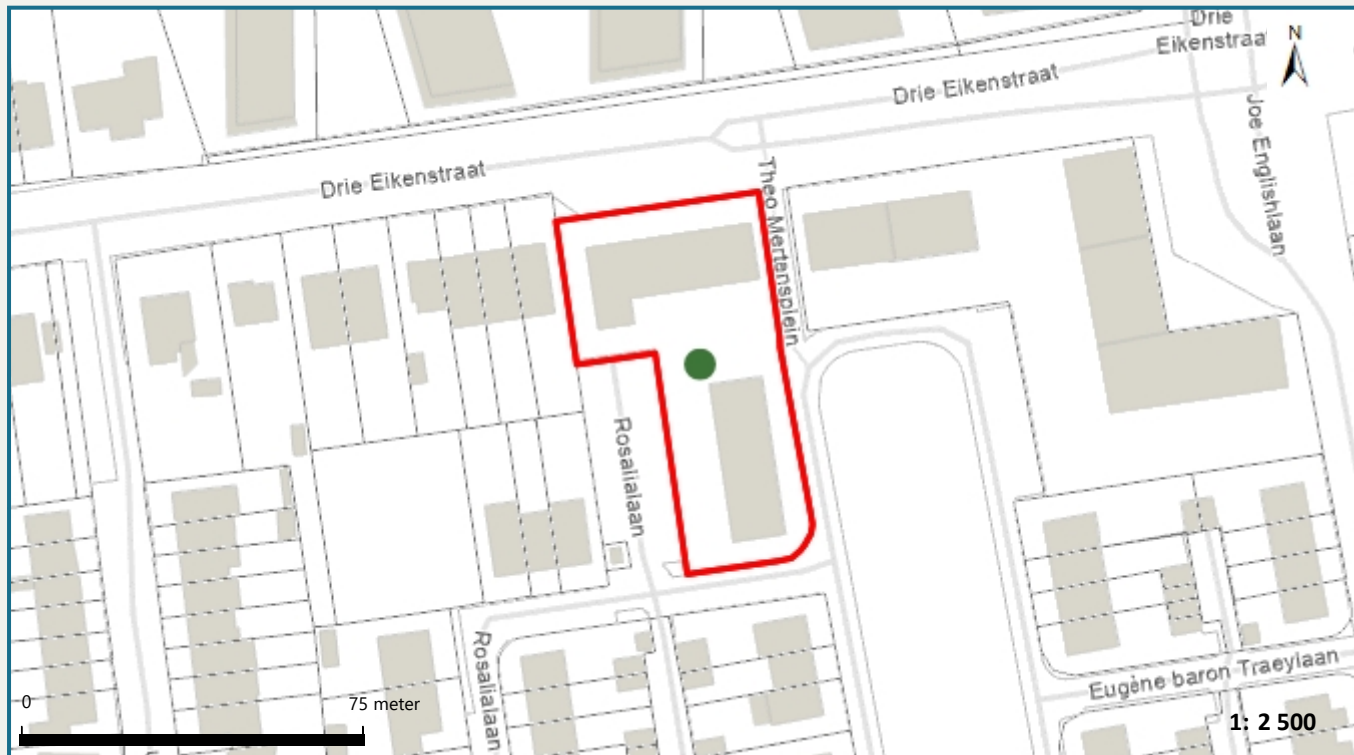 Drie
Eikenstraa
N
Drie Eikenstraat
Joe Englishlaan
Drie Eikenstraat
Theo Mertensplein
Rosalialaan
Rosalialaan
Eugène baron Traeylaan
0
75 meter
1: 2 500